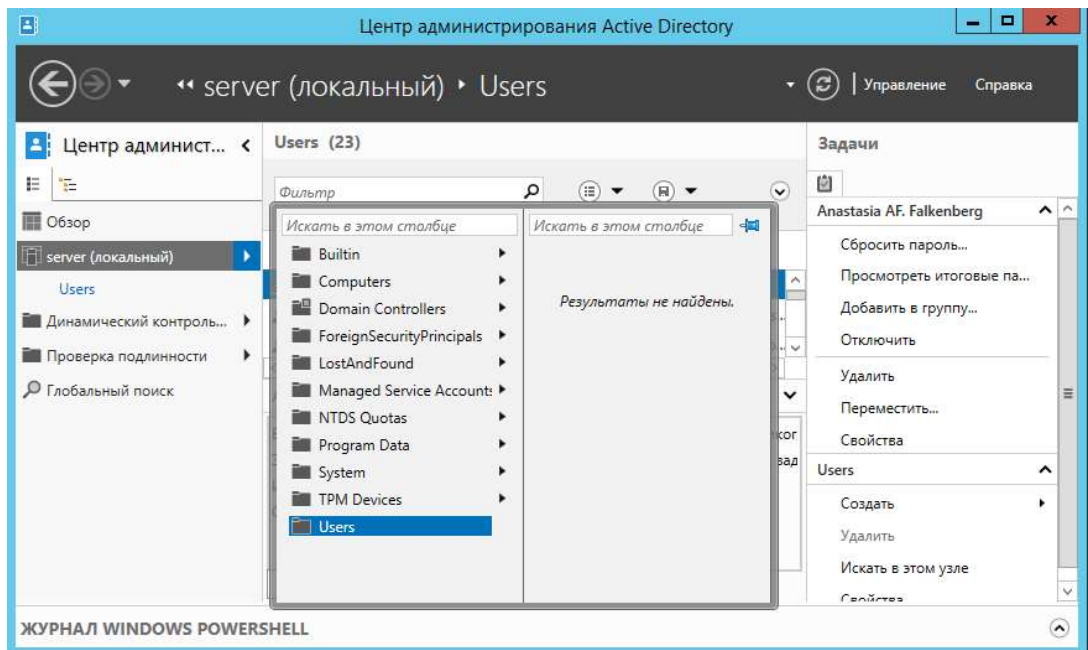 Центр администрирования Active Directory
server (локальный) Users
Управление Справка
Центр админист...
Обзор
server (локальный)
Users
Динамический контроль...
Проверка подлинности
Глобальный поиск
Users (23)
Фильтр
Искать в этом столбце
Builtin
Computers
Domain Controllers
ForeignSecurityPrincipals
LostAndFound
Managed Service Accounts
NTDS Quotas
Program Data
System
TPM Devices
Users
Искать в этом столбце
Результаты не найдены.
Задачи
Anastasia AF. Falkenberg
Сбросить пароль...
Просмотреть итоговые па...
Добавить в группу...
Отключить
Удалить
Переместить...
Свойства
Users
Создать
Удалить
Искать в этом узле
Свойства
ЖУРНАЛ WINDOWS POWERSHELL